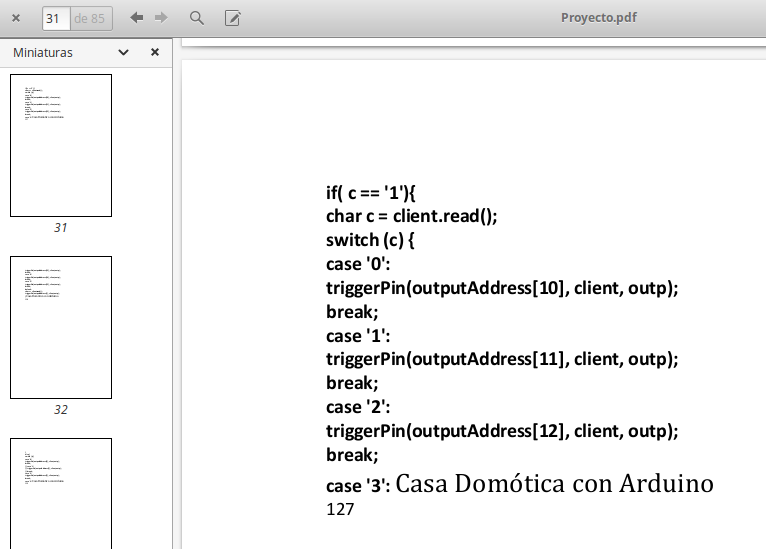 31 de 85
Proyecto.pdf
Miniaturas
31
32
if( c == '1'){
char c = client.read();
switch (c) {
case '0':
triggerPin(outputAddress[10], client, outp);
break;
case '1':
triggerPin(outputAddress[11], client, outp);
break;
case '2':
triggerPin(outputAddress[12], client, outp);
break;
case '3': Casa Domótica con Arduino
127